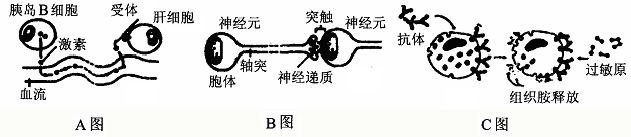 胰岛B细胞
受体
肝细胞
激素
血流
A图
神经元
突触
神经元
胞体
轴突
神经递质
B图
抗体
过敏原
组织胺释放
C图